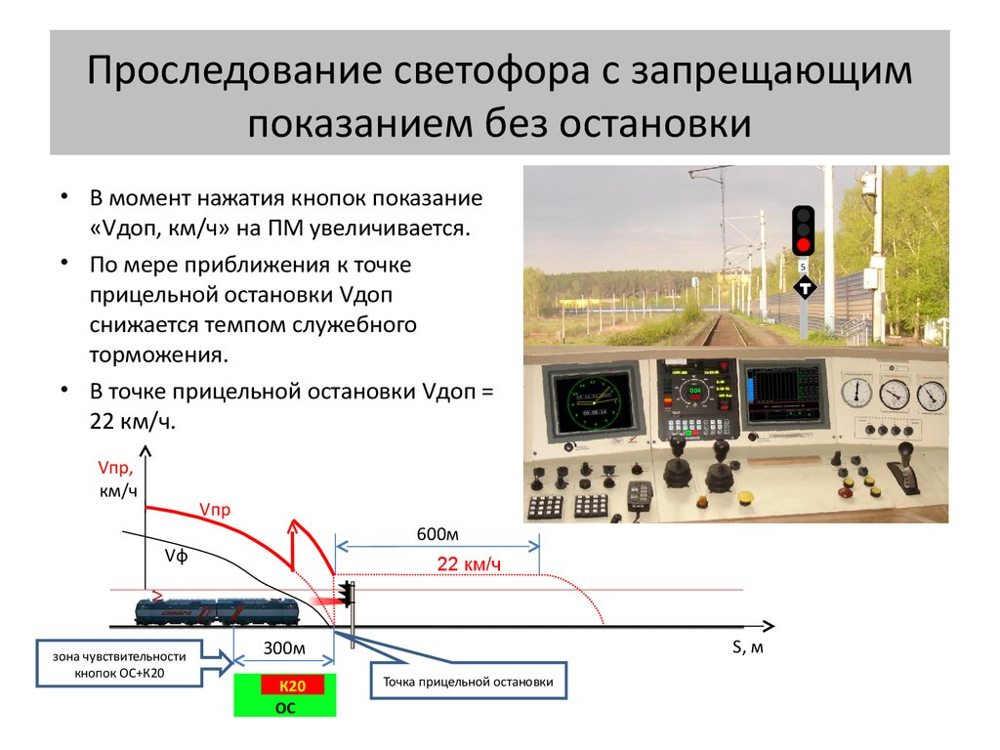 Проследование светофора с запрещающим
показанием без остановки
• В момент нажатия кнопок показание
«Vдоп, км/ч» на ПМ увеличивается.
• По мере приближения к точке
прицельной остановки Vдоп
снижается темпом служебного
торможения.
• В точке прицельной остановки Vдоп =
22 км/ч.
5
T
Vпр,
км/ч
Vпр
600м
Vф
22 км/ч
300м
S, м
зона чувствительности
кнопок ОС+К20
К20
ОС
Точка прицельной остановки